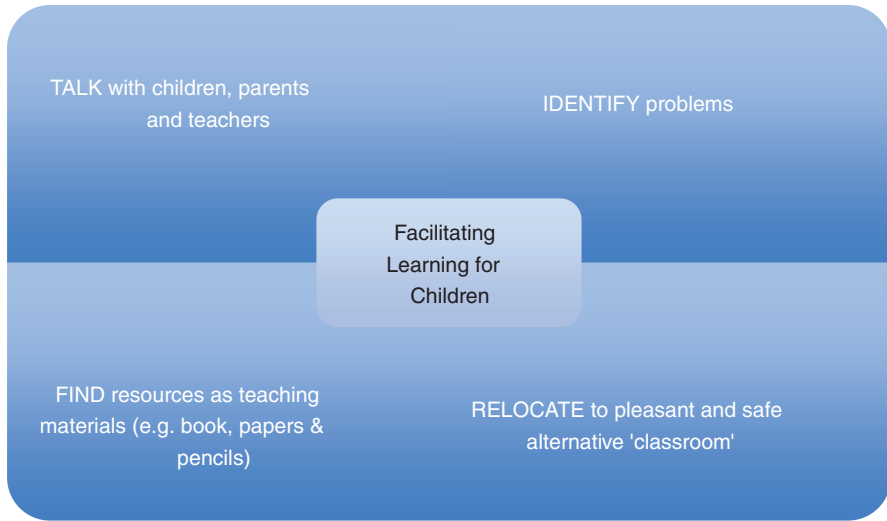 TALK with children, parents
and teachers
IDENTIFY problems
Facilitating
Learning for
Children
FIND resources as teaching
materials (e.g. book, papers &
pencils)
RELOCATE to pleasant and safe
alternative 'classroom'